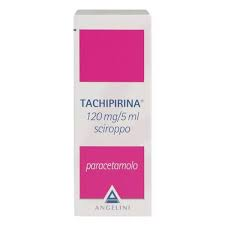 TACHIPIRINA®
120 mg/5 ml
sciroppo
paracetamolo
ANGELINI